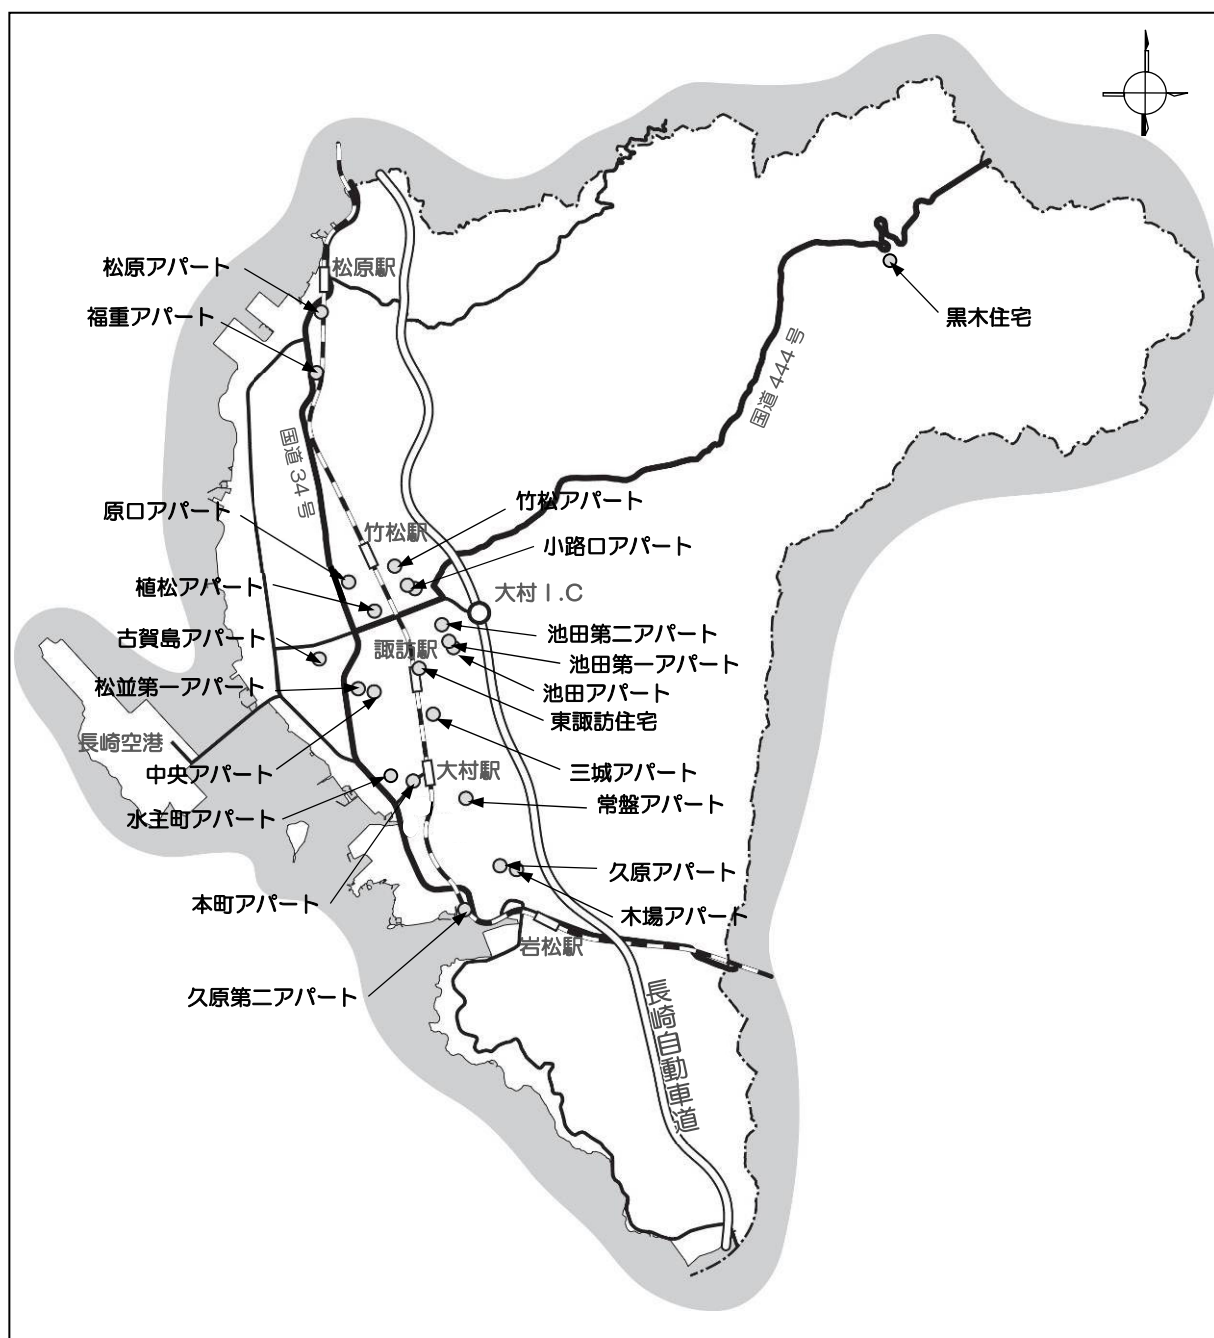 松原アパート
松原駅
福重アパート
黒木住宅
国道444号
国道34号
竹松アパート
原口アパート
竹松駅
小路口アパート
植松アパート
大村I.C
古賀島アパート
池田第二アパート
諏訪駅
池田第一アパート
松並第一アパート
池田アパート
東諏訪住宅
長崎空港
中央アパート
大村駅
三城アパート
常盤アパート
水主町アパート
久原アパート
本町アパート
木場アパート
岩松駅
久原第二アパート
長崎自動車道